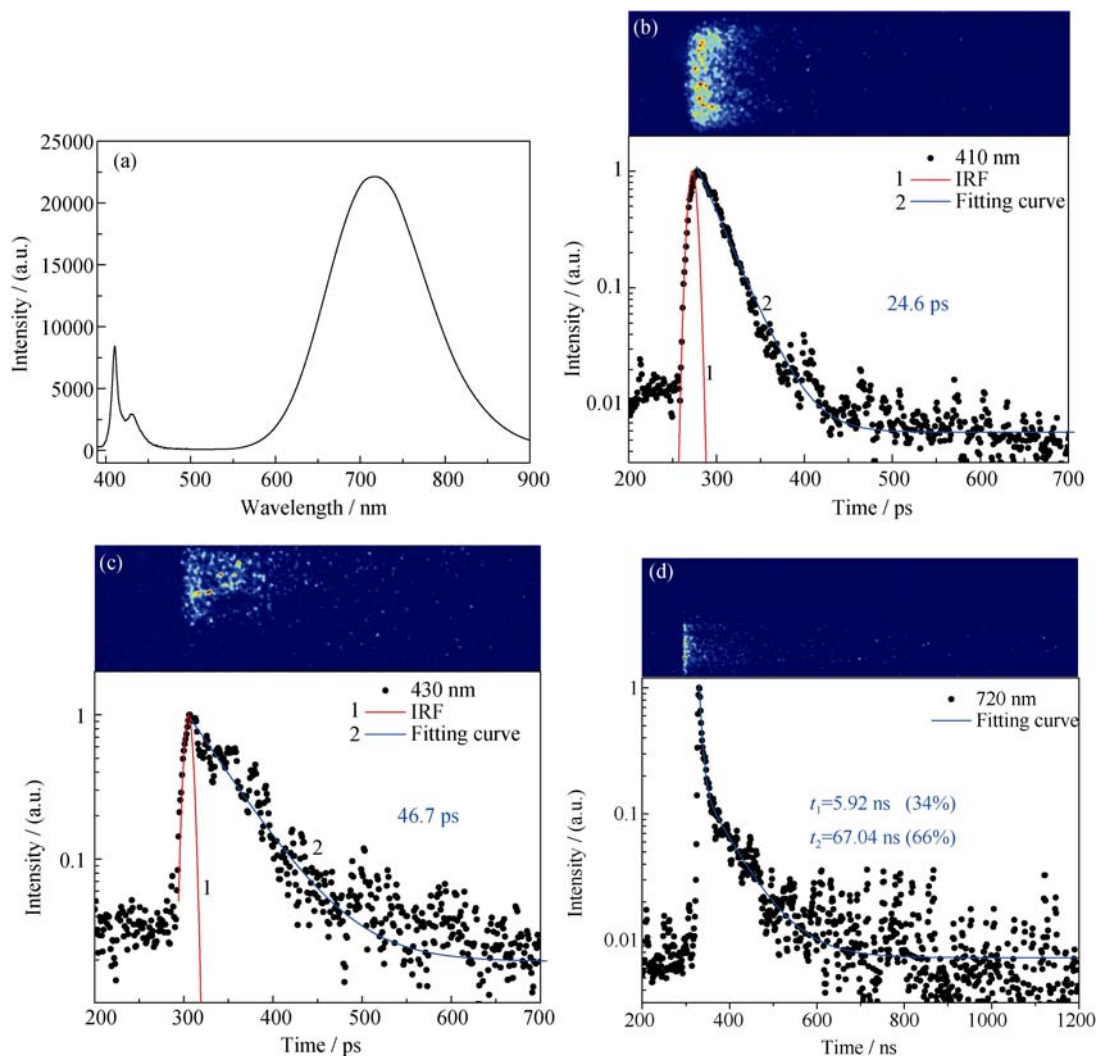 (a)
25000
20000
15000
10000
5000
0
Intensity / (a.u.)
400 500 600 700 800 900
Wavelength / nm
(b)
410 nm
1 IRF
2 Fitting curve
1
0.1
0.01
Intensity / (a.u.)
2
24.6 ps
1
200 300 400 500 600 700
Time / ps
(c)
430 nm
1 IRF
2 Fitting curve
1
0.1
Intensity / (a.u.)
46.7 ps
2
1
200 300 400 500 600 700
Time / ps
(d)
720 nm
Fitting curve
1
0.1
0.01
Intensity / (a.u.)
t₁=5.92 ns (34%)
t₂=67.04 ns (66%)
200 400 600 800 1000 1200
Time / ns